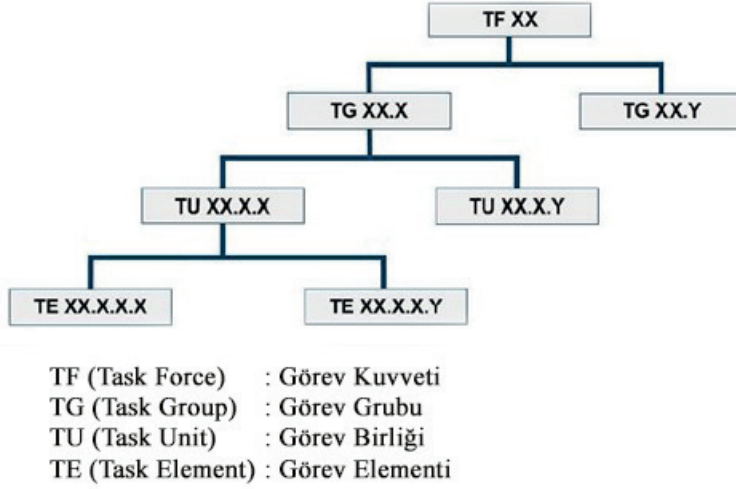 TF XX
TG XX.X
TG XX.Y
TU XX.X.X
TU XX.X.Y
TE XX.X.X.X
TE XX.X.X.Y
TF (Task Force) : Görev Kuvveti
TG (Task Group) : Görev Grubu
TU (Task Unit) : Görev Birliği
TE (Task Element) : Görev Elementi